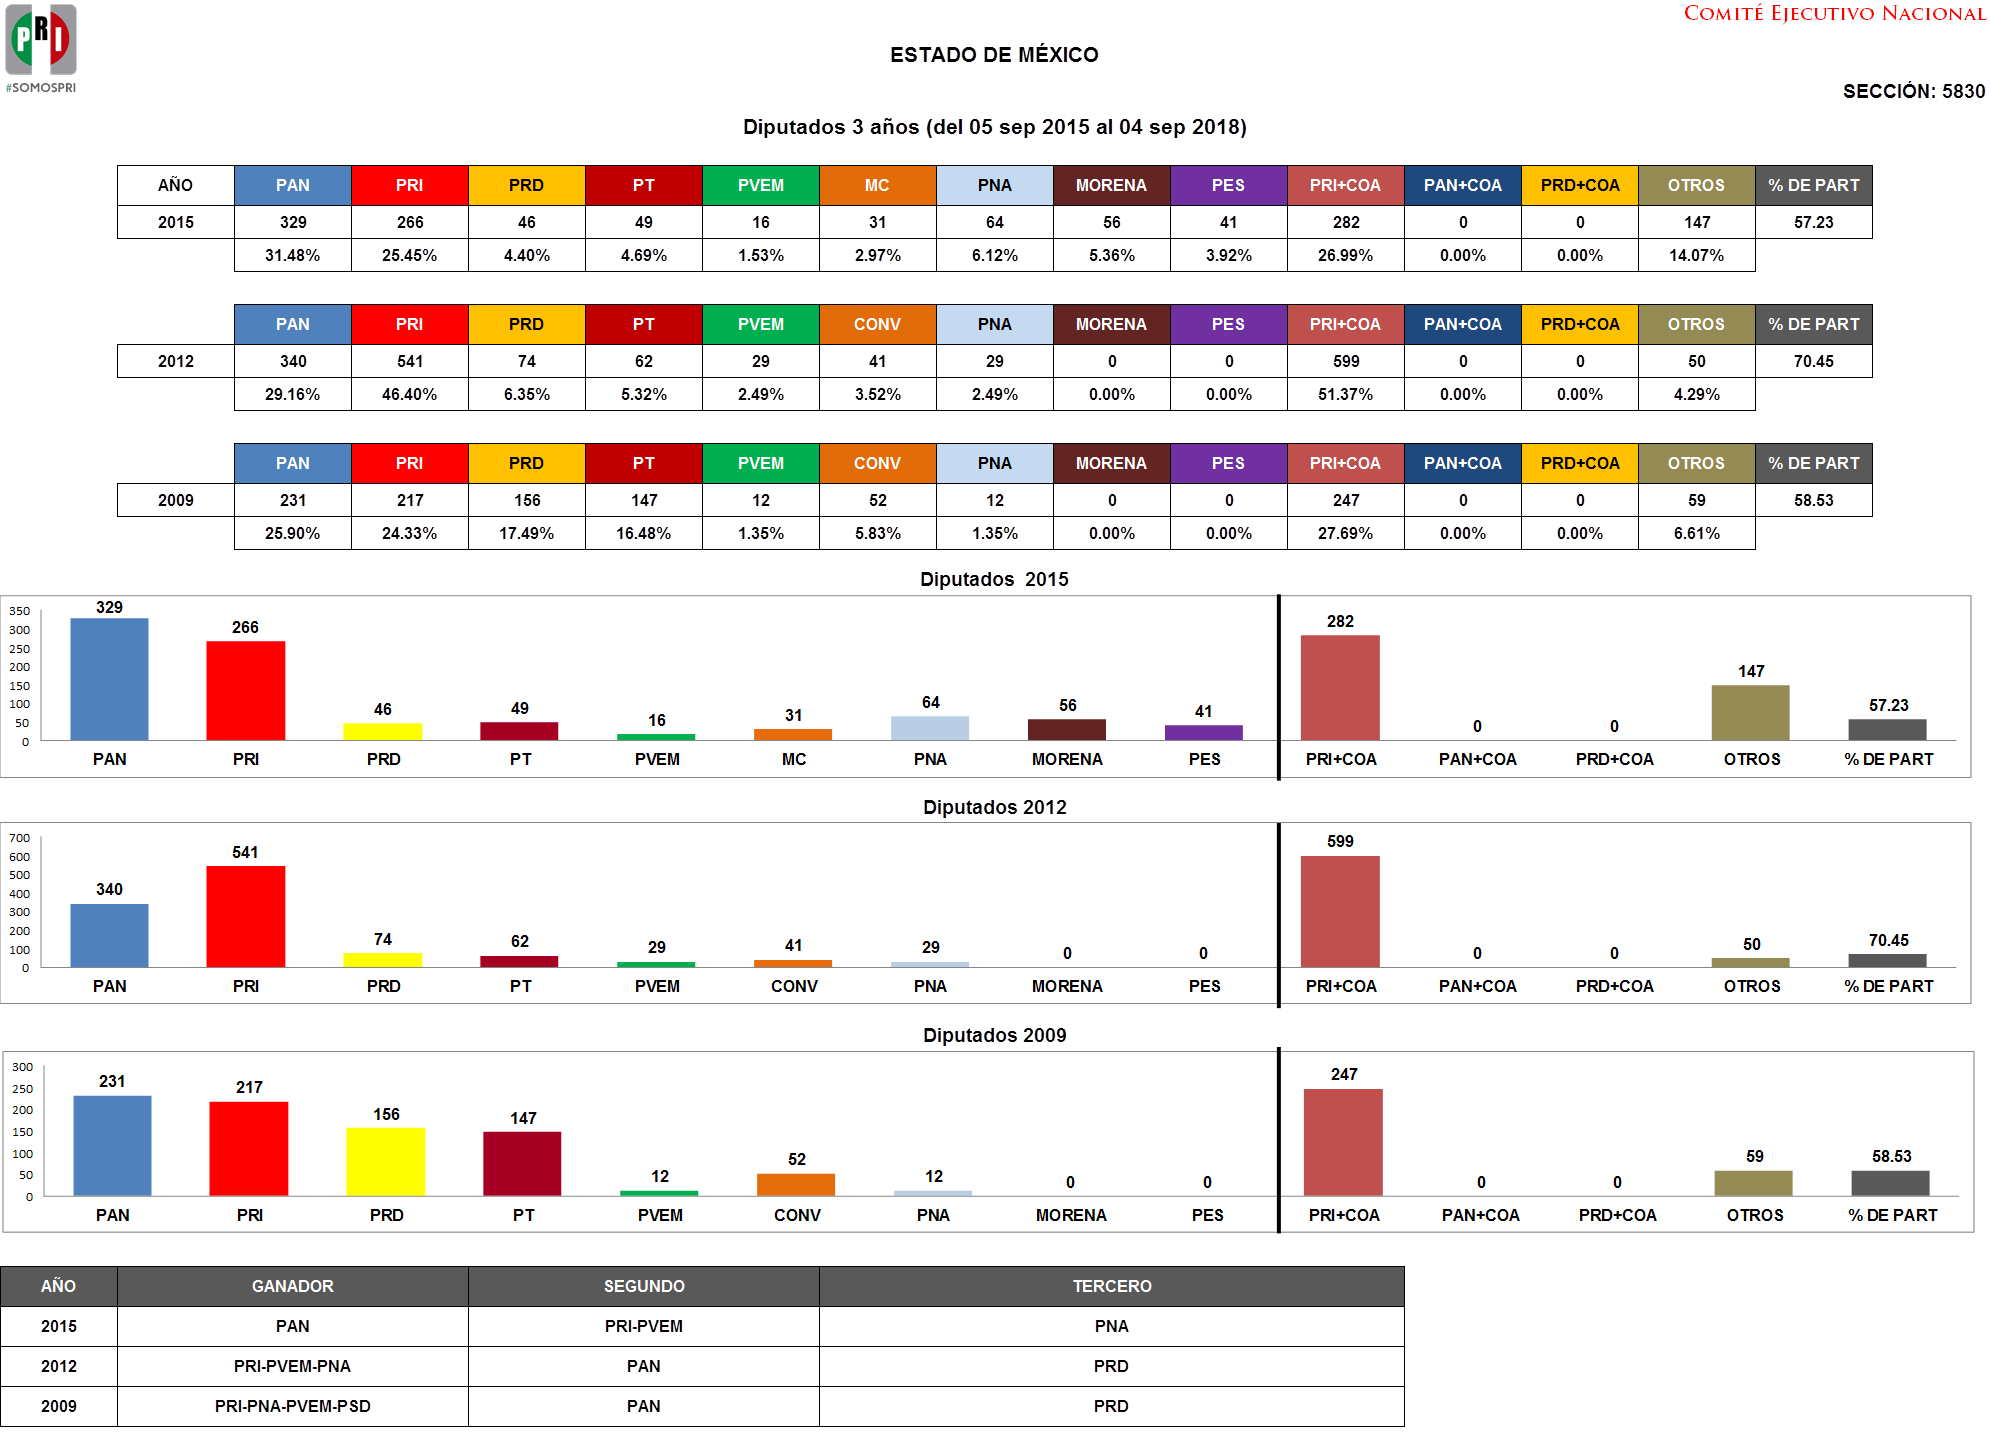 PRI
#SOMOSPRI
COMITÉ EJECUTIVO NACIONAL
ESTADO DE MÉXICO
SECCIÓN: 5830
Diputados 3 años (del 05 sep 2015 al 04 sep 2018)
AÑO PAN PRI PRD PT PVEM MC PNA MORENA PES PRI+COA PAN+COA PRD+COA OTROS % DE PART
2015 329 266 46 49 16 31 64 56 41 282 0 0 147 57.23
31.48% 25.45% 4.40% 4.69% 1.53% 2.97% 6.12% 5.36% 3.92% 26.99% 0.00% 0.00% 14.07%
PAN PRI PRD PT PVEM CONV PNA MORENA PES PRI+COA PAN+COA PRD+COA OTROS % DE PART
2012 340 541 74 62 29 41 29 0 0 599 0 0 50 70.45
29.16% 46.40% 6.35% 5.32% 2.49% 3.52% 2.49% 0.00% 0.00% 51.37% 0.00% 0.00% 4.29%
PAN PRI PRD PT PVEM CONV PNA MORENA PES PRI+COA PAN+COA PRD+COA OTROS % DE PART
2009 231 217 156 147 12 52 12 0 0 247 0 0 59 58.53
25.90% 24.33% 17.49% 16.48% 1.35% 5.83% 1.35% 0.00% 0.00% 27.69% 0.00% 0.00% 6.61%
Diputados 2015
350
300
250
200
150
100
50
0
329 266 46 49 16 31 64 56 41 282 0 0 147 57.23
PAN PRI PRD PT PVEM MC PNA MORENA PES PRI+COA PAN+COA PRD+COA OTROS % DE PART
Diputados 2012
700
600
500
400
300
200
100
0
340 541 74 62 29 41 29 0 0 599 0 0 50 70.45
PAN PRI PRD PT PVEM CONV PNA MORENA PES PRI+COA PAN+COA PRD+COA OTROS % DE PART
Diputados 2009
300
250
200
150
100
50
0
231 217 156 147 12 52 12 0 0 247 0 0 59 58.53
PAN PRI PRD PT PVEM CONV PNA MORENA PES PRI+COA PAN+COA PRD+COA OTROS % DE PART
AÑO GANADOR SEGUNDO TERCERO
2015 PAN PRI-PVEM PNA
2012 PRI-PVEM-PNA PAN PRD
2009 PRI-PNA-PVEM-PSD PAN PRD